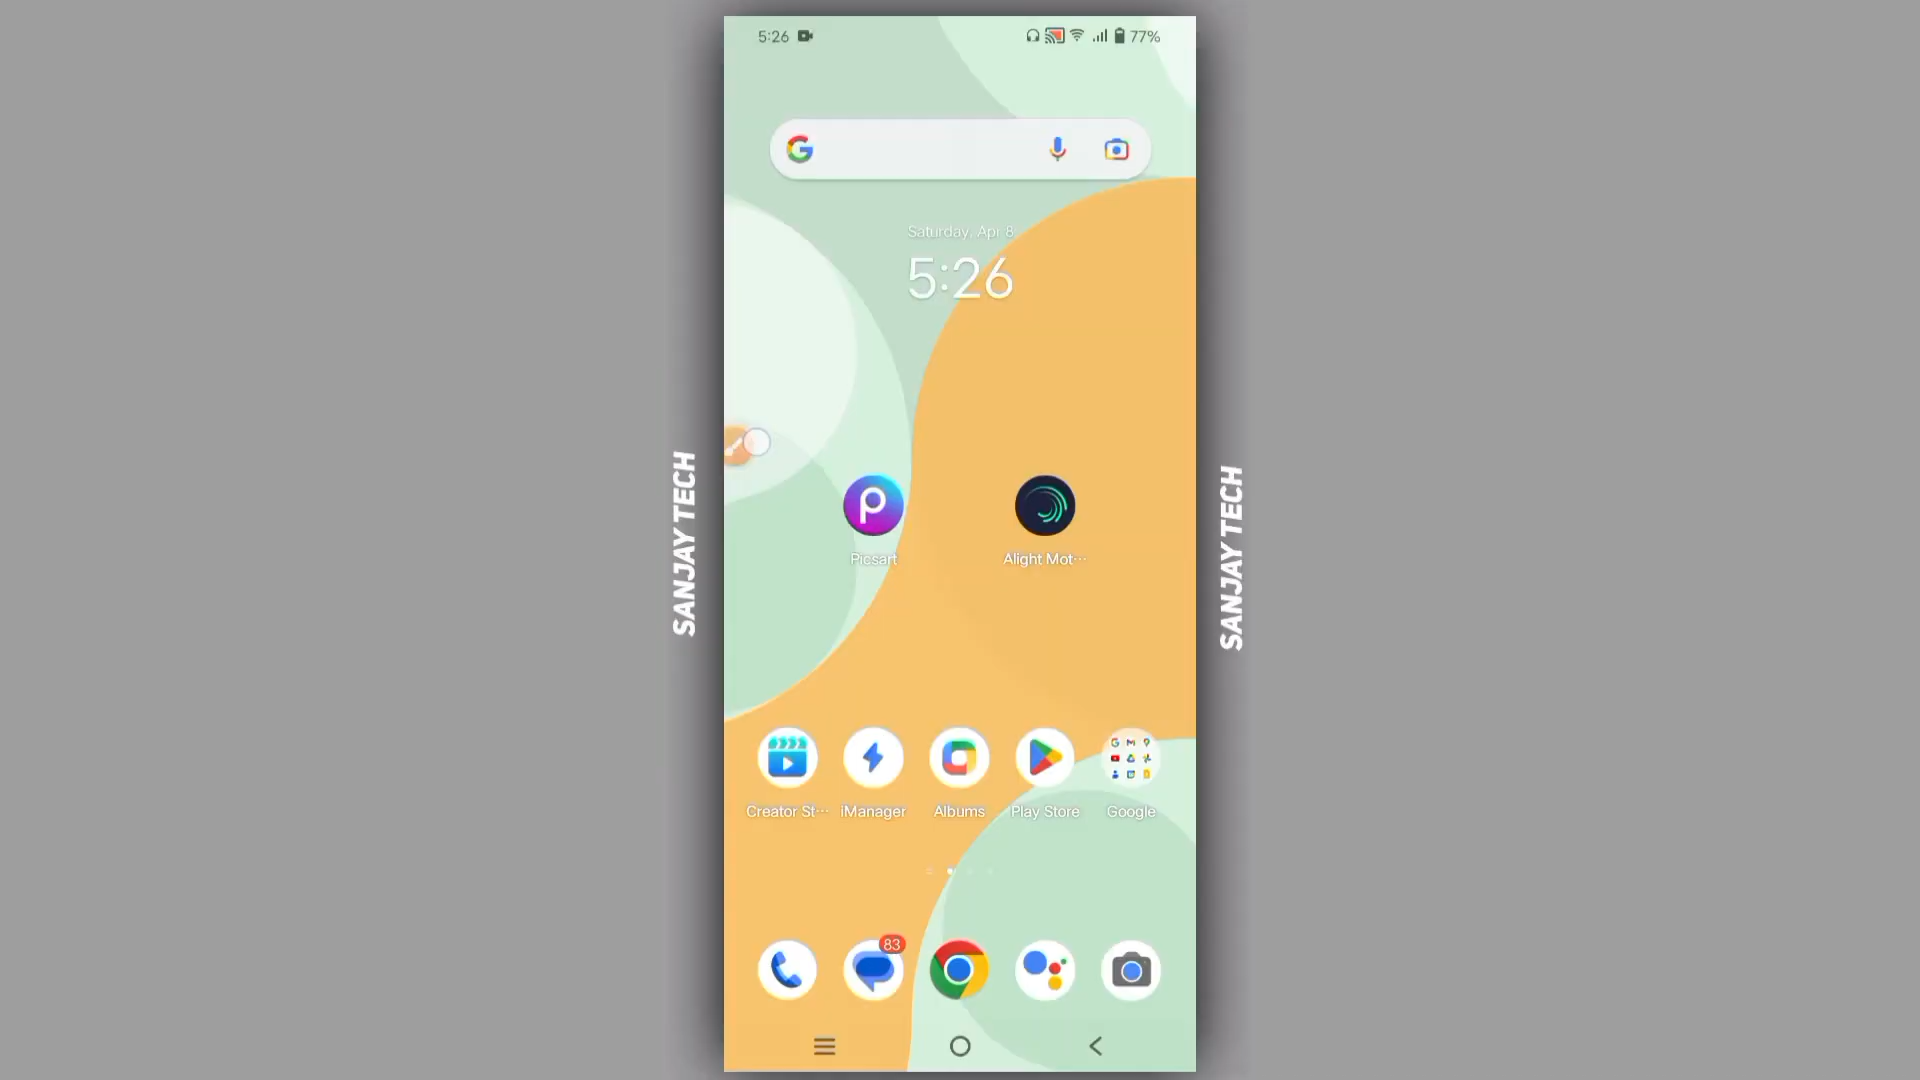 5:26
77%
Saturday, Apr 8
5:26
SANJAY TECH
SANJAY TECH
Picsart
Alight Mot···
Creator St···
iManager
Albums
Play Store
Google
83